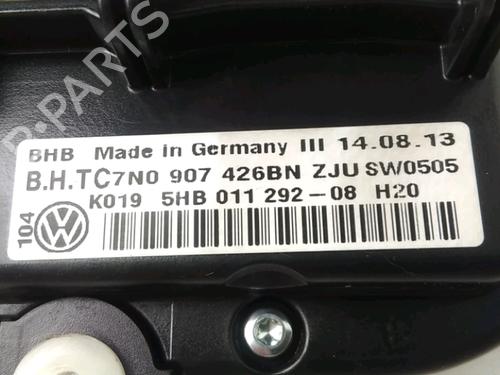 B-PARTS
BHB Made in Germany III 14.08.13
B.H.TC7N0 907 426BN ZJU SW0505
K019 5HB 011 292-08 H20
104